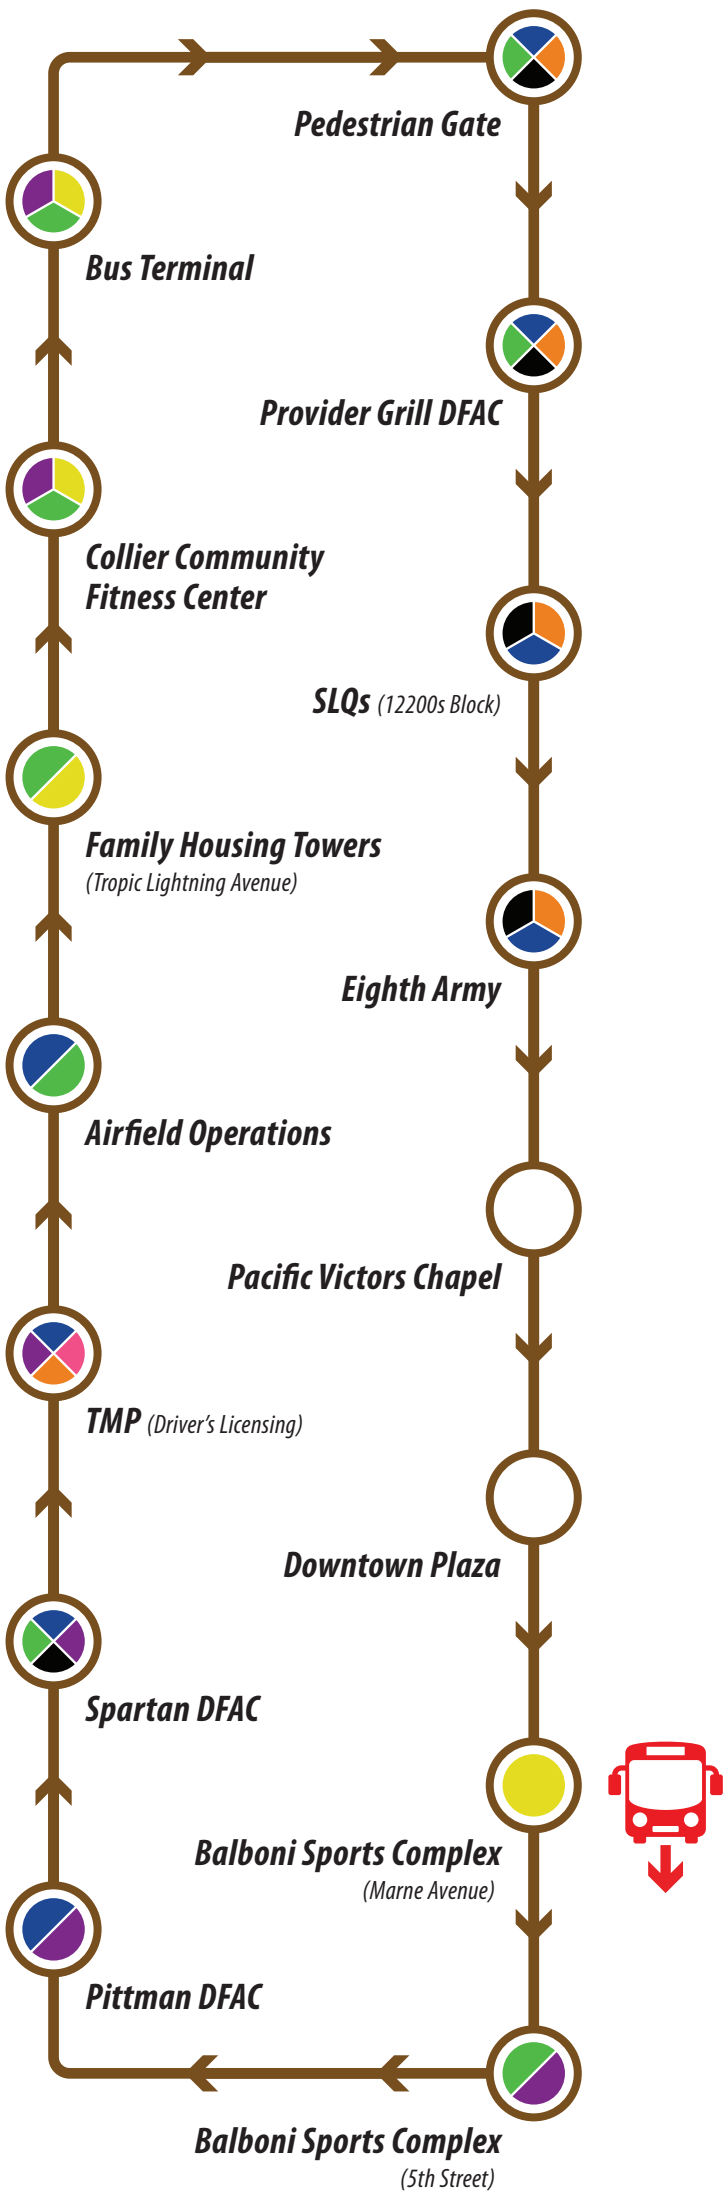 Pedestrian Gate
Bus Terminal
Provider Grill DFAC
Collier Community
Fitness Center
SLQs (12200s Block)
Family Housing Towers
(Tropic Lightning Avenue)
Eighth Army
Airfield Operations
Pacific Victors Chapel
TMP (Driver's Licensing)
Downtown Plaza
Spartan DFAC
Balboni Sports Complex
(Marne Avenue)
Pittman DFAC
Balboni Sports Complex
(5th Street)